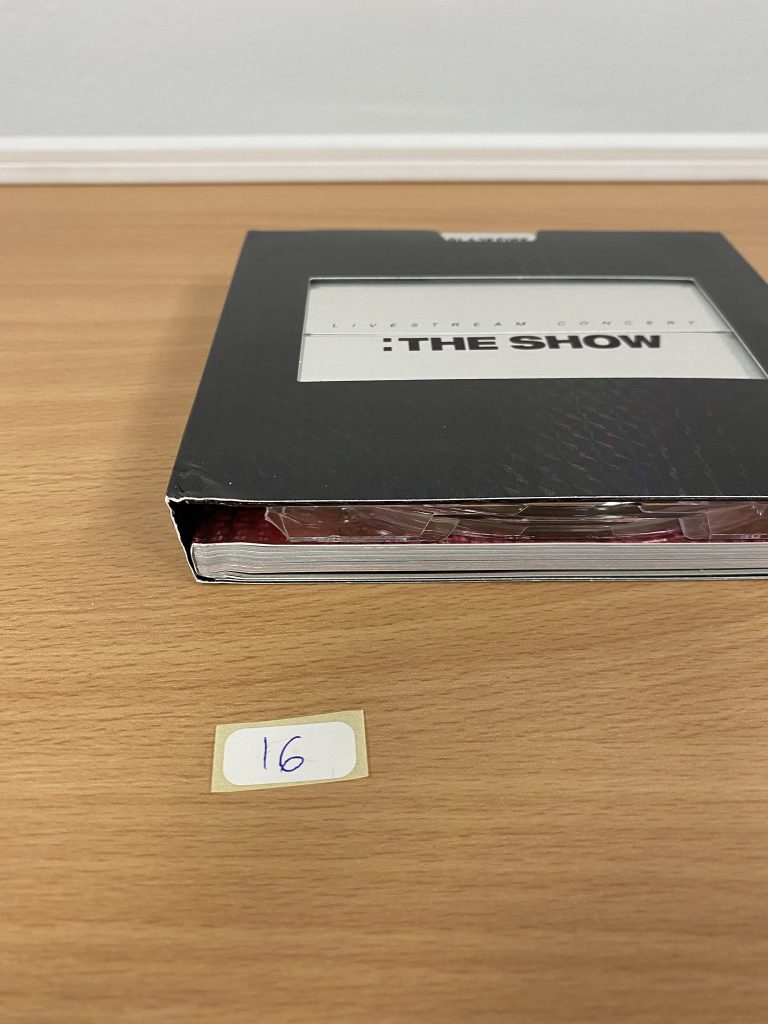 LIVESTREAM CONCERT
:THE SHOW
16